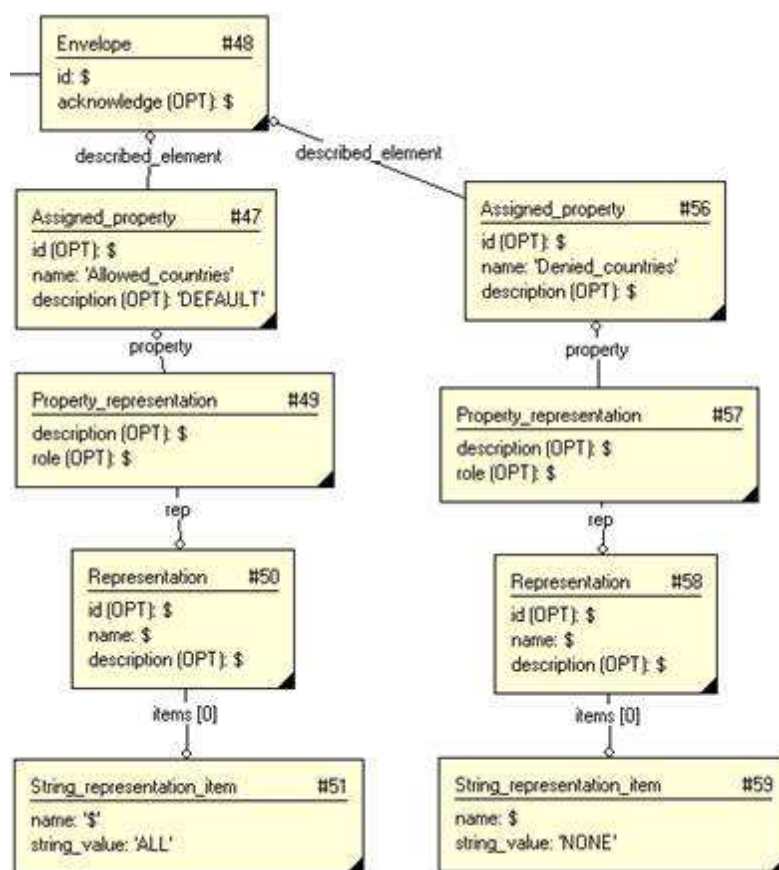 Envelope #48
id: $
acknowledge (OPT): $
described_element
described_element
Assigned_property #47
id (OPT): $
name: 'Allowed_countries'
description (OPT): 'DEFAULT'
property
Property_representation #49
description (OPT): $
role (OPT): $
rep
Representation #50
id (OPT): $
name: $
description (OPT): $
items [0]
String_representation_item #51
name: '$'
string_value: 'ALL'
Assigned_property #56
id (OPT): $
name: 'Denied_countries'
description (OPT): $
property
Property_representation #57
description (OPT): $
role (OPT): $
rep
Representation #58
id (OPT): $
name: $
description (OPT): $
items [0]
String_representation_item #59
name: $
string_value: 'NONE'